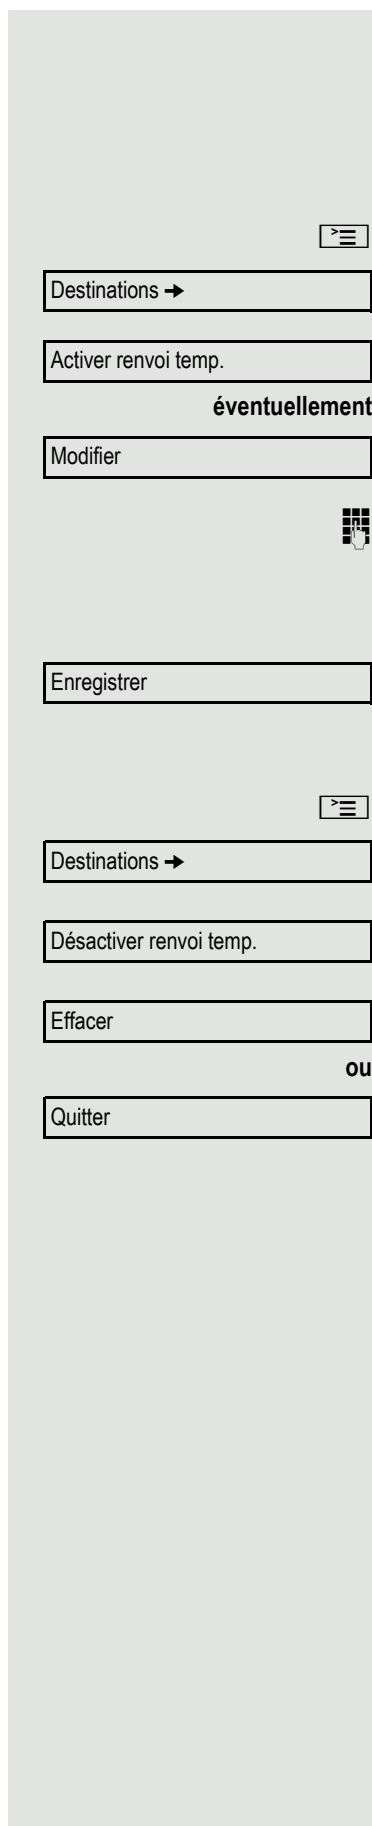 Destinations ➔
Activer renvoi temp.
éventuellement
Modifier
Enregistrer
Destinations ➔
Désactiver renvoi temp.
Effacer
ou
Quitter